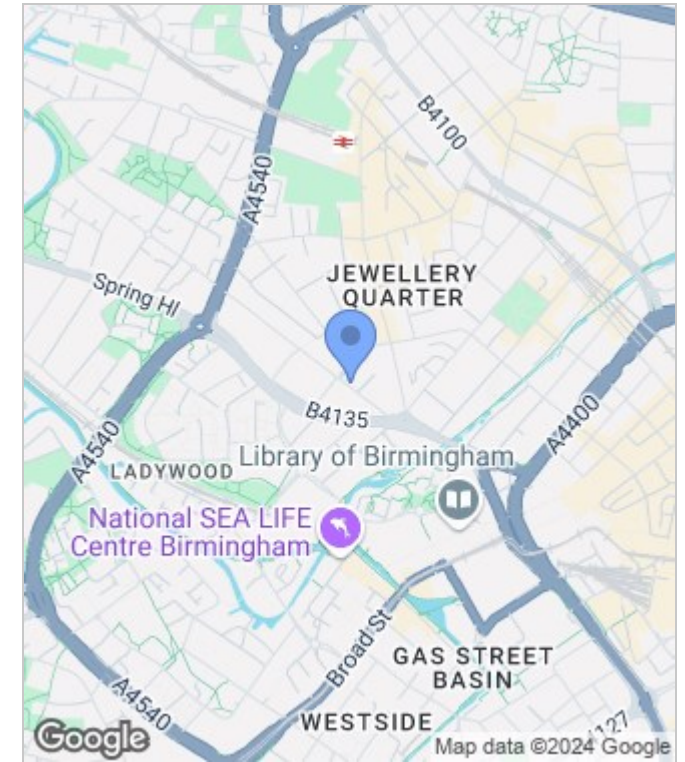 B4100
A4540
JEWELLERY
QUARTER
Spring Hl
B4135
A4400
A4540
LADYWOOD
Library of Birmingham
National SEA LIFE
Centre Birmingham
Broad St
GAS STREET
BASIN
A4540
WESTSIDE
Google
Map data ©2024 Google